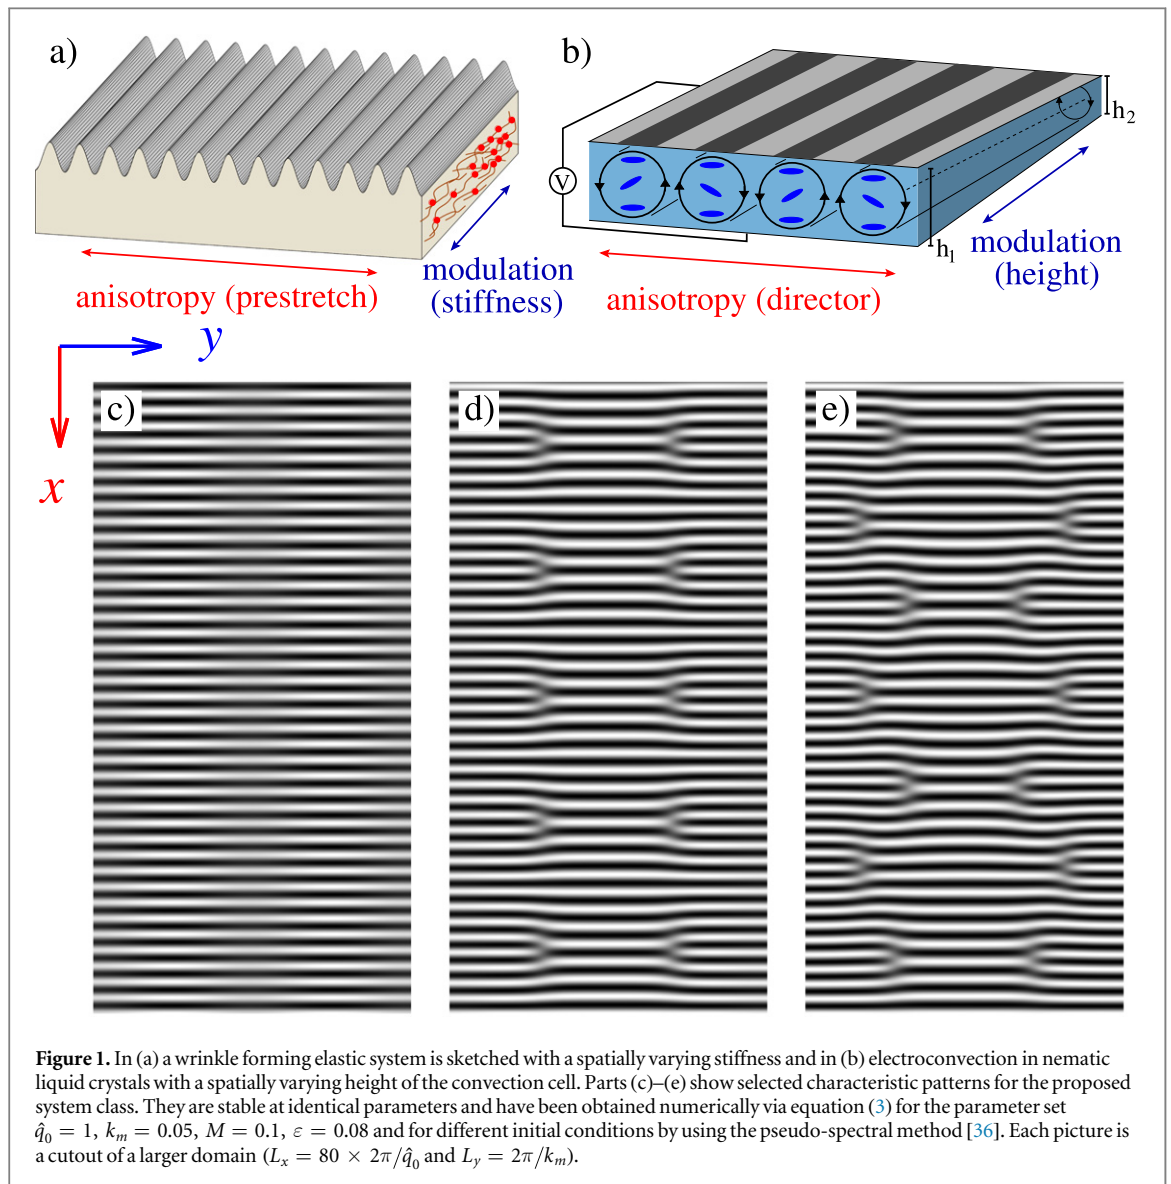 a)
b)
V
h₂
h₁
anisotropy (prestretch)
modulation
(stiffness)
anisotropy (director)
modulation
(height)
y
x
c)
d)
e)
Figure 1. In (a) a wrinkle forming elastic system is sketched with a spatially varying stiffness and in (b) electroconvection in nematic
liquid crystals with a spatially varying height of the convection cell. Parts (c)–(e) show selected characteristic patterns for the proposed
system class. They are stable at identical parameters and have been obtained numerically via equation (3) for the parameter set
q̂₀ = 1, kₘ = 0.05, M = 0.1, ε = 0.08 and for different initial conditions by using the pseudo-spectral method [36]. Each picture is
a cutout of a larger domain (Lₓ = 80 × 2π/q̂₀ and L_y = 2π/kₘ).